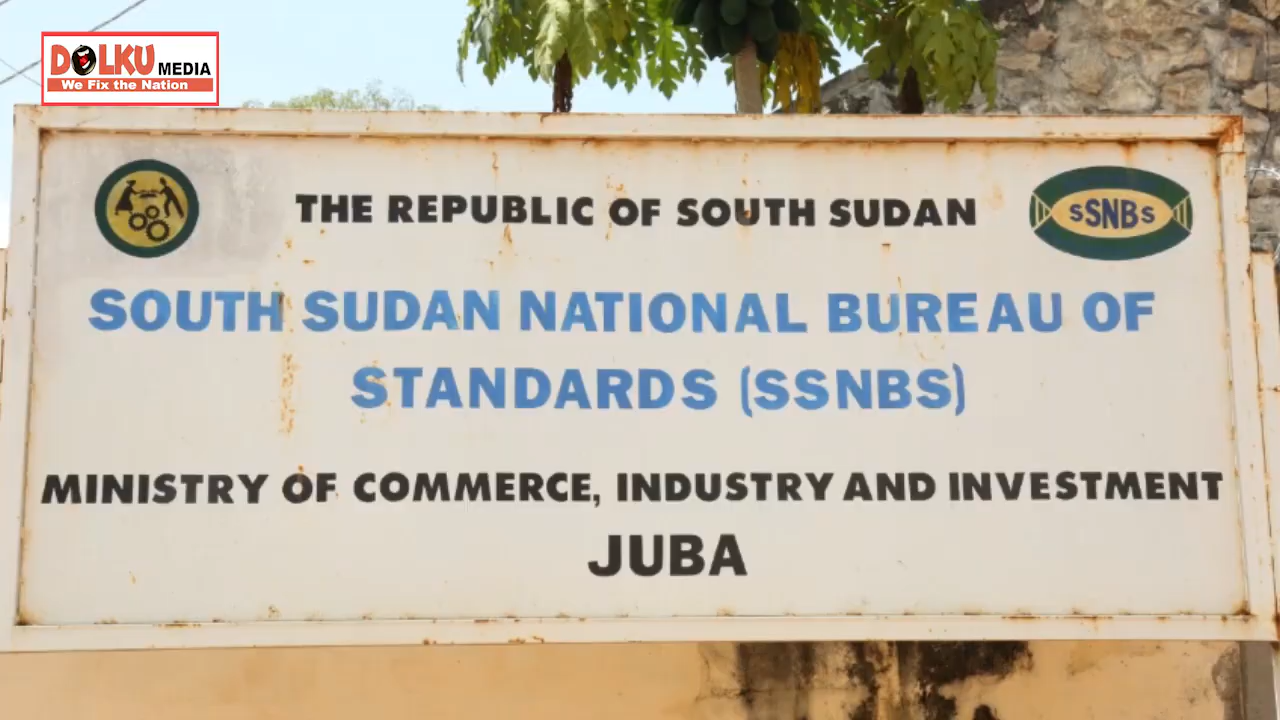 DOLKU MEDIA
We Fix the Nation
THE REPUBLIC OF SOUTH SUDAN
SSNBS
SOUTH SUDAN NATIONAL BUREAU OF
STANDARDS (SSNBS)
MINISTRY OF COMMERCE, INDUSTRY AND INVESTMENT
JUBA